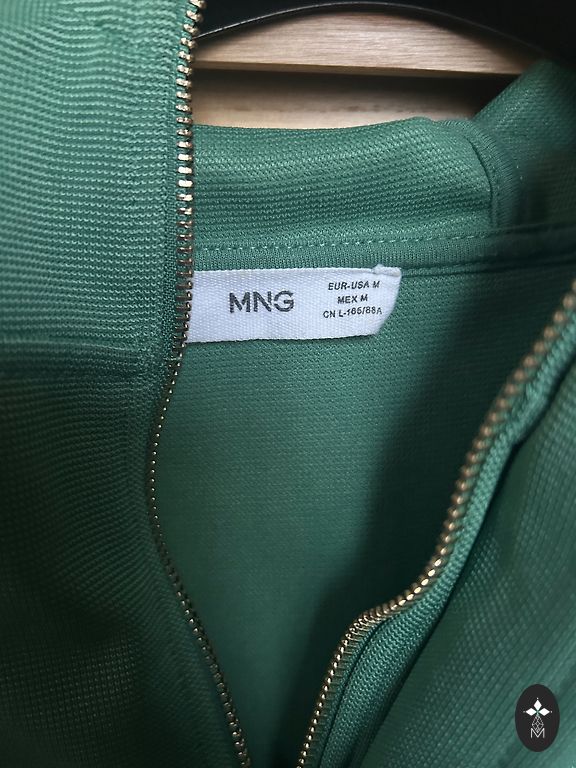 MNG
EUR-USA M
MEX M
CN L-165/88A